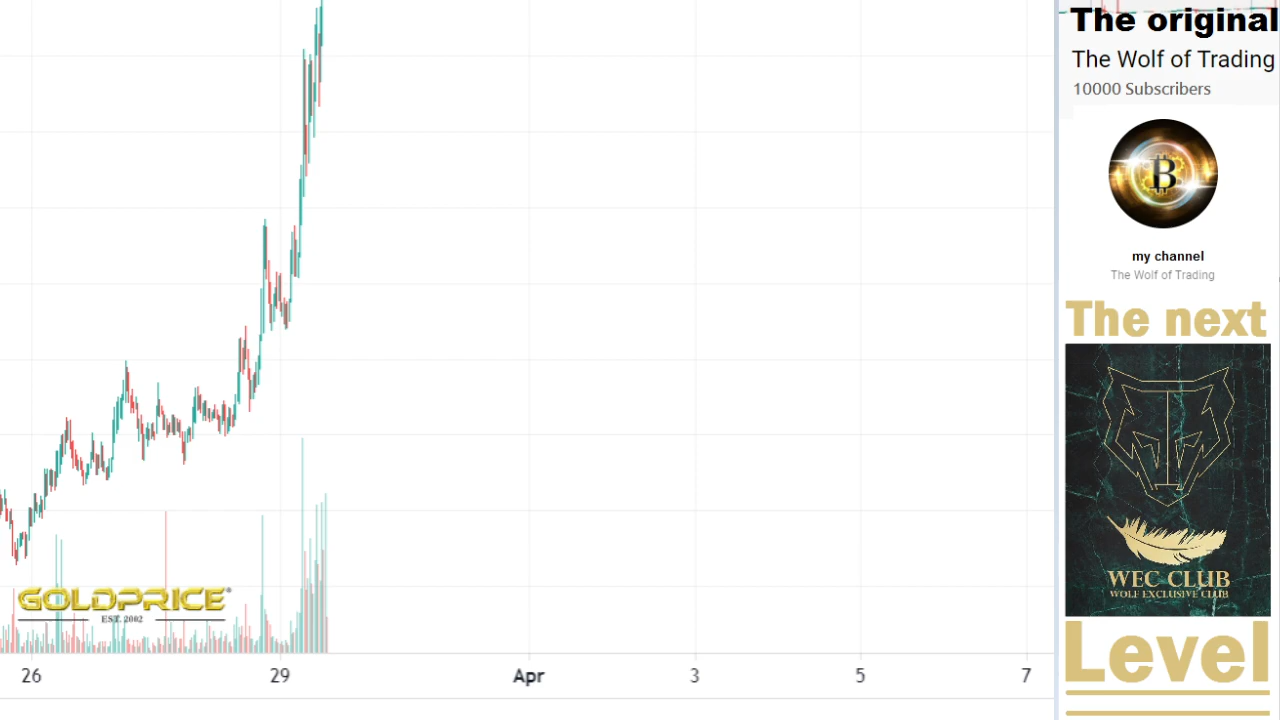 The original
The Wolf of Trading
10000 Subscribers
B
my channel
The Wolf of Trading
The next
WEC CLUB
WOLF EXCLUSIVE CLUB
Level
GOLDPRICE®
EST. 2002
26 29 Apr 3 5 7